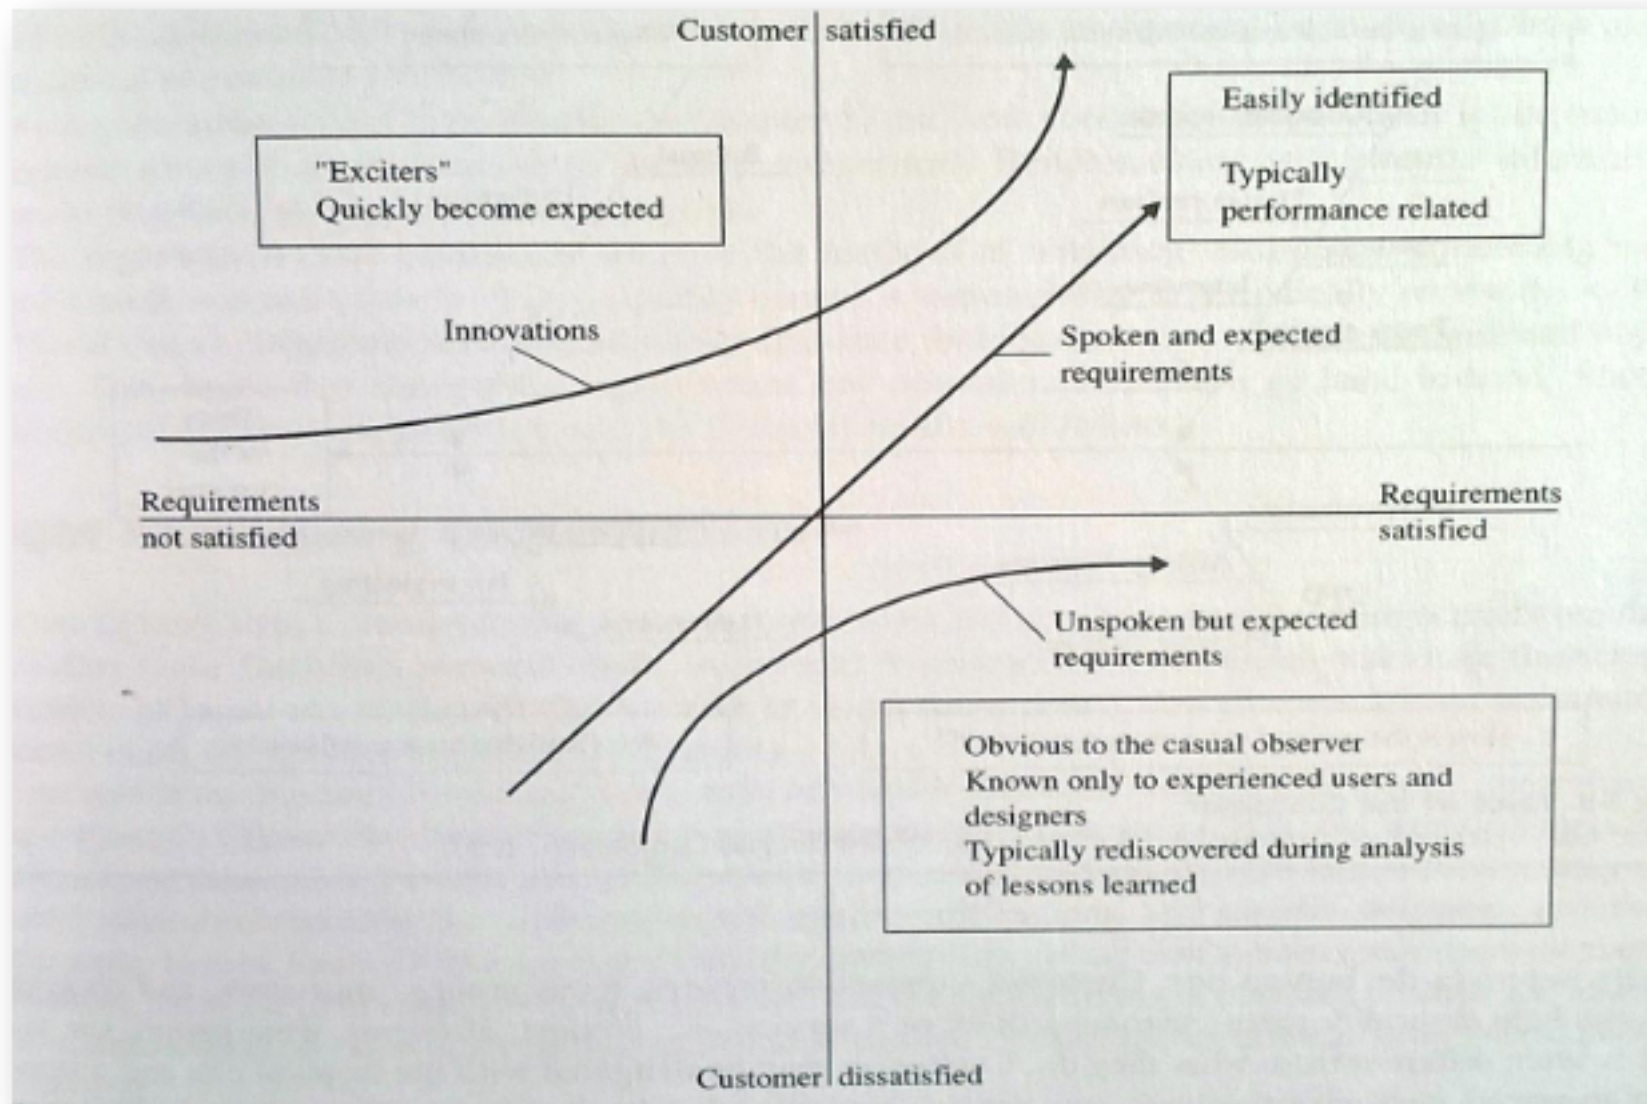 Customer satisfied
Easily identified
Typically
performance related
"Exciters"
Quickly become expected
Innovations
Spoken and expected
requirements
Requirements
not satisfied
Requirements
satisfied
Unspoken but expected
requirements
Obvious to the casual observer
Known only to experienced users and
designers
Typically rediscovered during analysis
of lessons learned
Customer dissatisfied